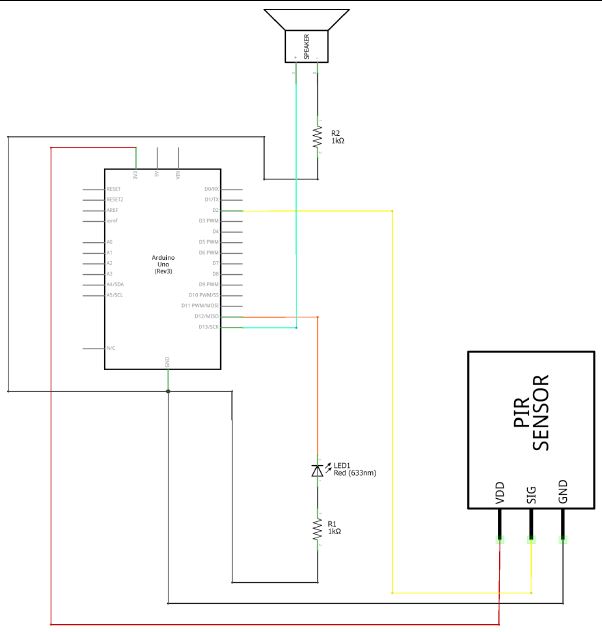 SPEAKER
R2
1kΩ
3V3
5V
VIN
RESET
RESET2
AREF
ioref
A0
A1
A2
A3
A4/SDA
A5/SCL
N/C
D0/RX
D1/TX
D2
D3 PWM
D4
D5 PWM
D6 PWM
D7
D8
D9 PWM
D10 PWM/SS
D11 PWM/MOSI
D12/MISO
D13/SCK
Arduino
Uno
(Rev3)
GND
LED1
Red (633nm)
R1
1kΩ
PIR
SENSOR
VDD
SIG
GND